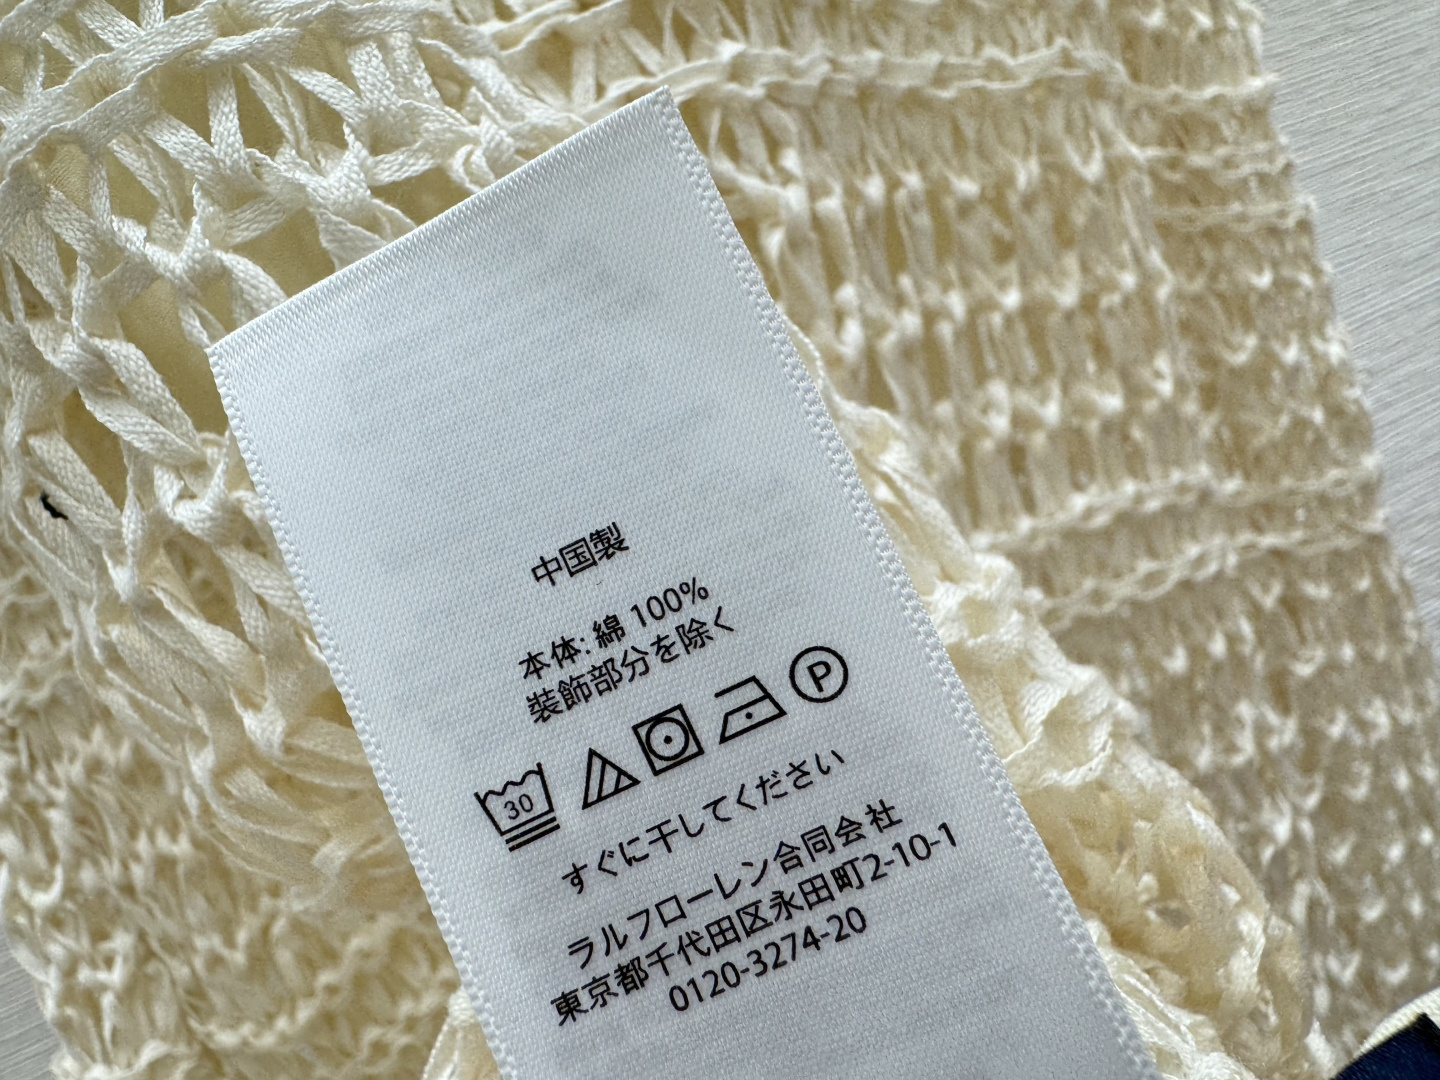 中国製
本体: 綿 100%
装飾部分を除く
30 P
すぐに干してください
ラルフローレン合同会社
東京都千代田区永田町2-10-1
0120-3274-20